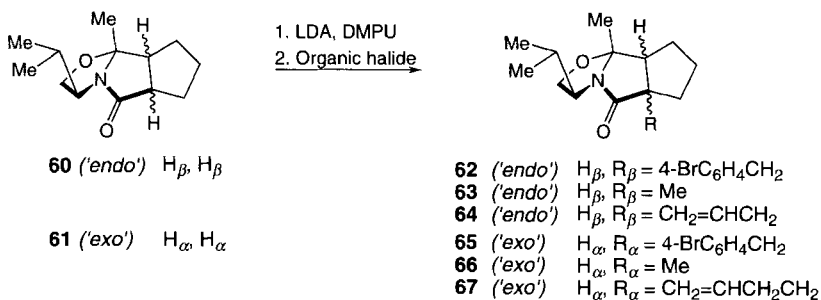 Me H
Me
O
Me
N
O
H
1. LDA, DMPU
2. Organic halide
Me H
Me
O
Me
N
O
R
60 ('endo') Hβ, Hβ
61 ('exo') Hα, Hα
62 ('endo') Hβ, Rβ = 4-BrC6H4CH2
63 ('endo') Hβ, Rβ = Me
64 ('endo') Hβ, Rβ = CH2=CHCH2
65 ('exo') Hα, Rα = 4-BrC6H4CH2
66 ('exo') Hα, Rα = Me
67 ('exo') Hα, Rα = CH2=CHCH2CH2